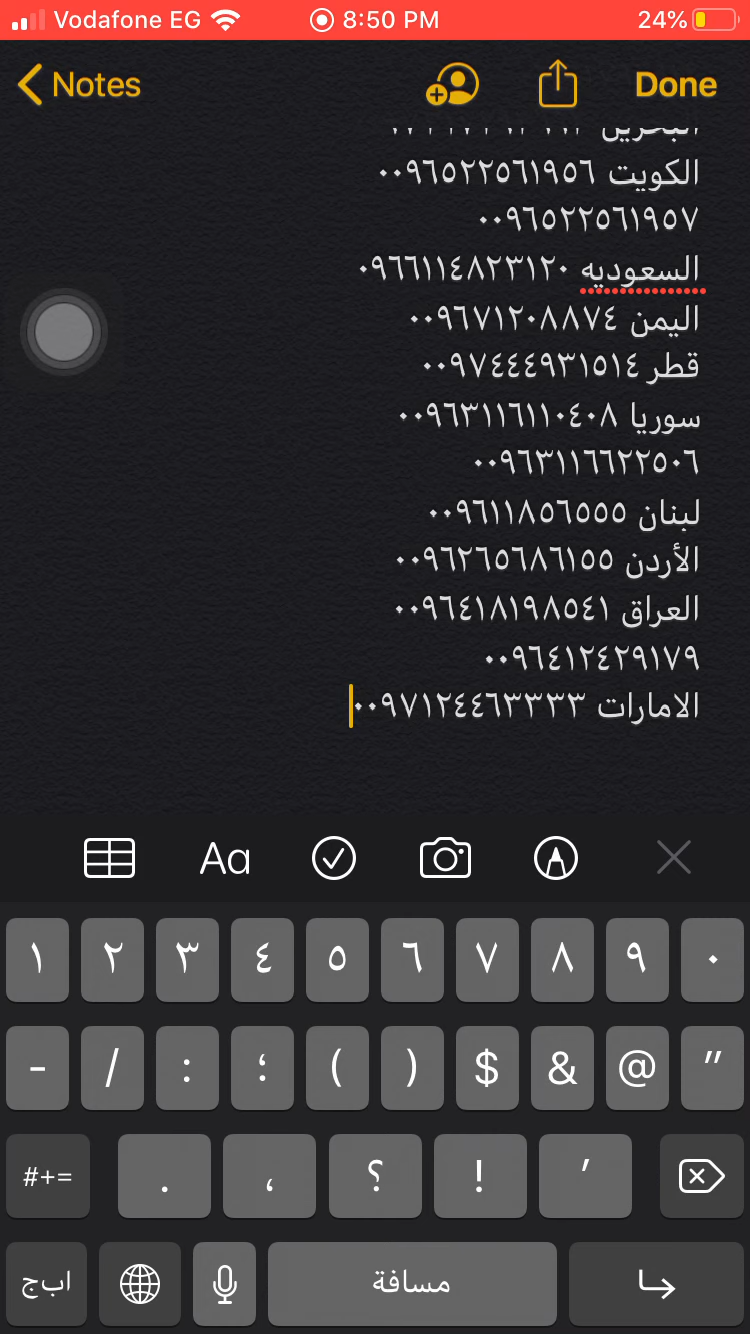 Vodafone EG 8:50 PM 24%
Notes Done
البحرين
الكويت ٠٠٩٦٥٢٢٥٦١٩٥٦
٠٠٩٦٥٢٢٥٦١٩٥٧
السعوديه ٠٩٦٦١١٤٨٢٣١٢٠
اليمن ٠٠٩٦٧١٢٠٨٨٧٤
قطر ٠٠٩٧٤٤٤٩٣١٥١٤
سوريا ٠٠٩٦٣١١٦١١٠٤٠٨
٠٠٩٦٣١١٦٦٢٢٥٠٦
لبنان ٠٠٩٦١١٨٥٦٥٥٥
الأردن ٠٠٩٦٢٦٥٦٨٦١٥٥
العراق ٠٠٩٦٤١٨١٩٨٥٤١
٠٠٩٦٤١٢٤٢٩١٧٩
الامارات ٠٠٩٧١٢٤٤٦٣٣٣٣
Aa
١ ٢ ٣ ٤ ٥ ٦ ٧ ٨ ٩ ٠
- / : ؛ ( ) $ & @ ”
#+= . ، ؟ ! ’
اب‌ج مسافة